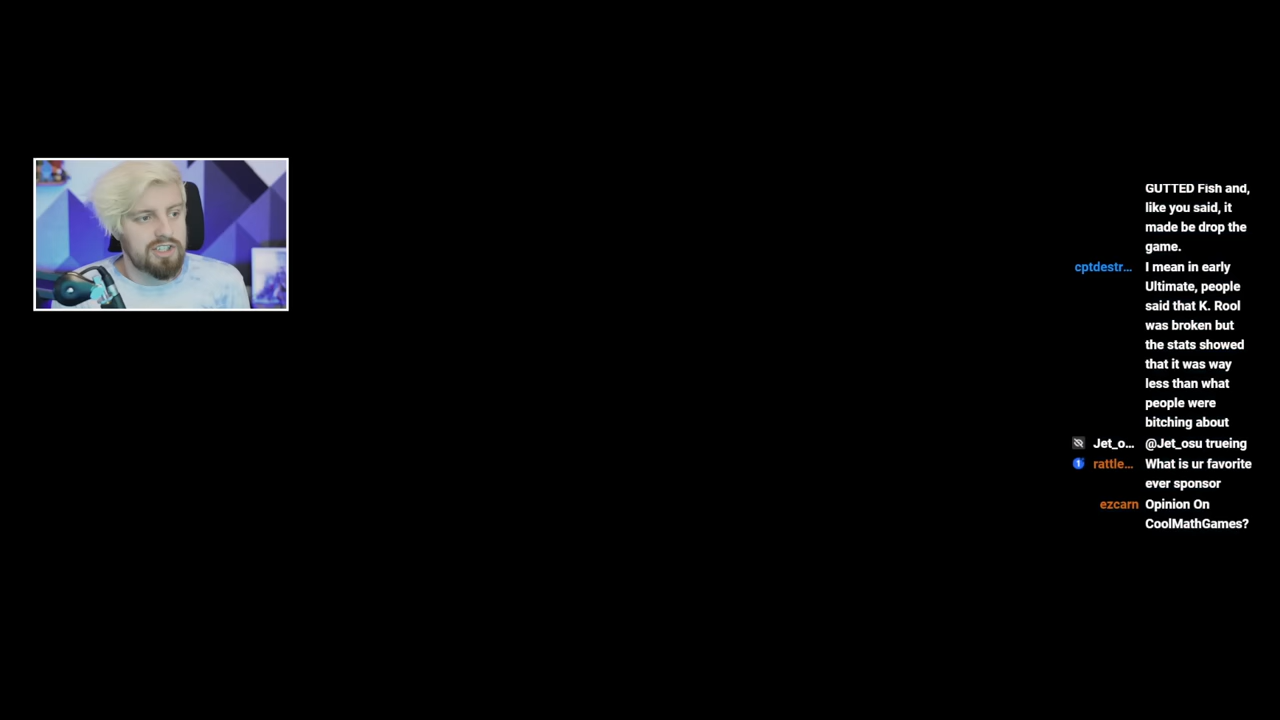 GUTTED Fish and,
like you said, it
made be drop the
game.
cptdestr... I mean in early
Ultimate, people
said that K. Rool
was broken but
the stats showed
that it was way
less than what
people were
bitching about
Jet_o... @Jet_osu trueing
1 rattle... What is ur favorite
ever sponsor
ezcarn Opinion On
CoolMathGames?